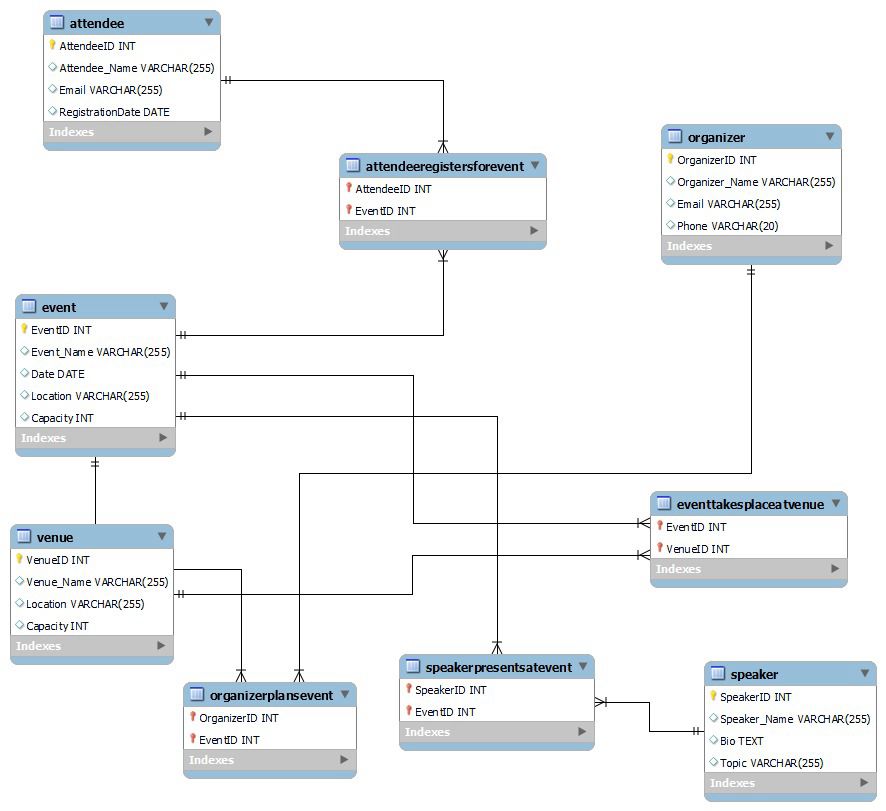 attendee
AttendeeID INT
Attendee_Name VARCHAR(255)
Email VARCHAR(255)
RegistrationDate DATE
Indexes
attendeeregistersforevent
AttendeeID INT
EventID INT
Indexes
organizer
OrganizerID INT
Organizer_Name VARCHAR(255)
Email VARCHAR(255)
Phone VARCHAR(20)
Indexes
event
EventID INT
Event_Name VARCHAR(255)
Date DATE
Location VARCHAR(255)
Capacity INT
Indexes
venue
VenueID INT
Venue_Name VARCHAR(255)
Location VARCHAR(255)
Capacity INT
Indexes
eventtakesplaceatvenue
EventID INT
VenueID INT
Indexes
organizerplansevent
OrganizerID INT
EventID INT
Indexes
speakerpresentsatevent
SpeakerID INT
EventID INT
Indexes
speaker
SpeakerID INT
Speaker_Name VARCHAR(255)
Bio TEXT
Topic VARCHAR(255)
Indexes